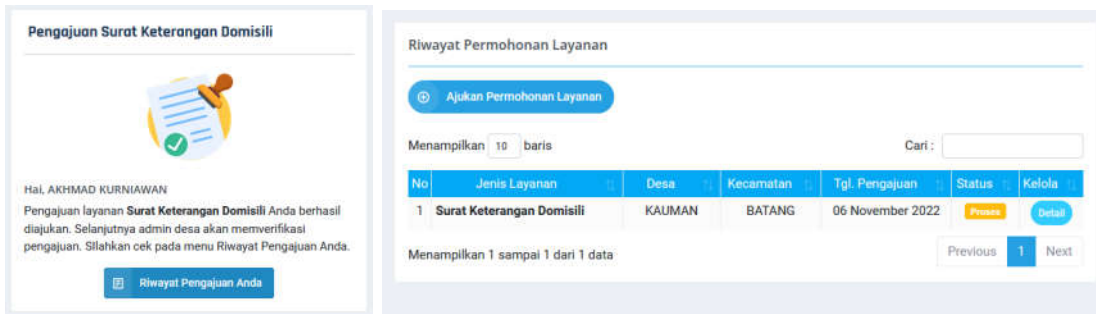 Pengajuan Surat Keterangan Domisili
Hai, AKHMAD KURNIAWAN
Pengajuan layanan Surat Keterangan Domisili Anda berhasil
diajukan. Selanjutnya admin desa akan memverifikasi
pengajuan. SIlahkan cek pada menu Riwayat Pengajuan Anda.
Riwayat Pengajuan Anda
Riwayat Permohonan Layanan
Ajukan Permohonan Layanan
Menampilkan 10 baris
Cari :
No Jenis Layanan Desa Kecamatan Tgl. Pengajuan Status Kelola
1 Surat Keterangan Domisili KAUMAN BATANG 06 November 2022 Proses Detail
Menampilkan 1 sampai 1 dari 1 data
Previous 1 Next